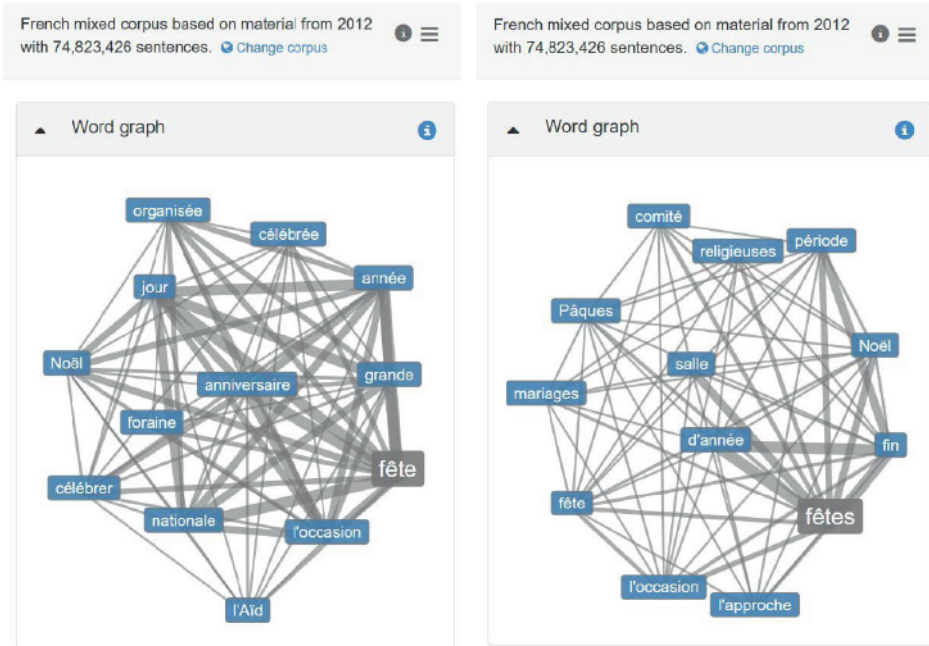 French mixed corpus based on material from 2012
with 74,823,426 sentences. Change corpus
Word graph
organisée
célébrée
année
jour
Noël
grande
anniversaire
foraine
fête
célébrer
nationale
l'occasion
l'Aïd
French mixed corpus based on material from 2012
with 74,823,426 sentences. Change corpus
Word graph
comité
période
religieuses
Pâques
Noël
salle
mariages
d'année
fin
fête
fêtes
l'occasion
l'approche